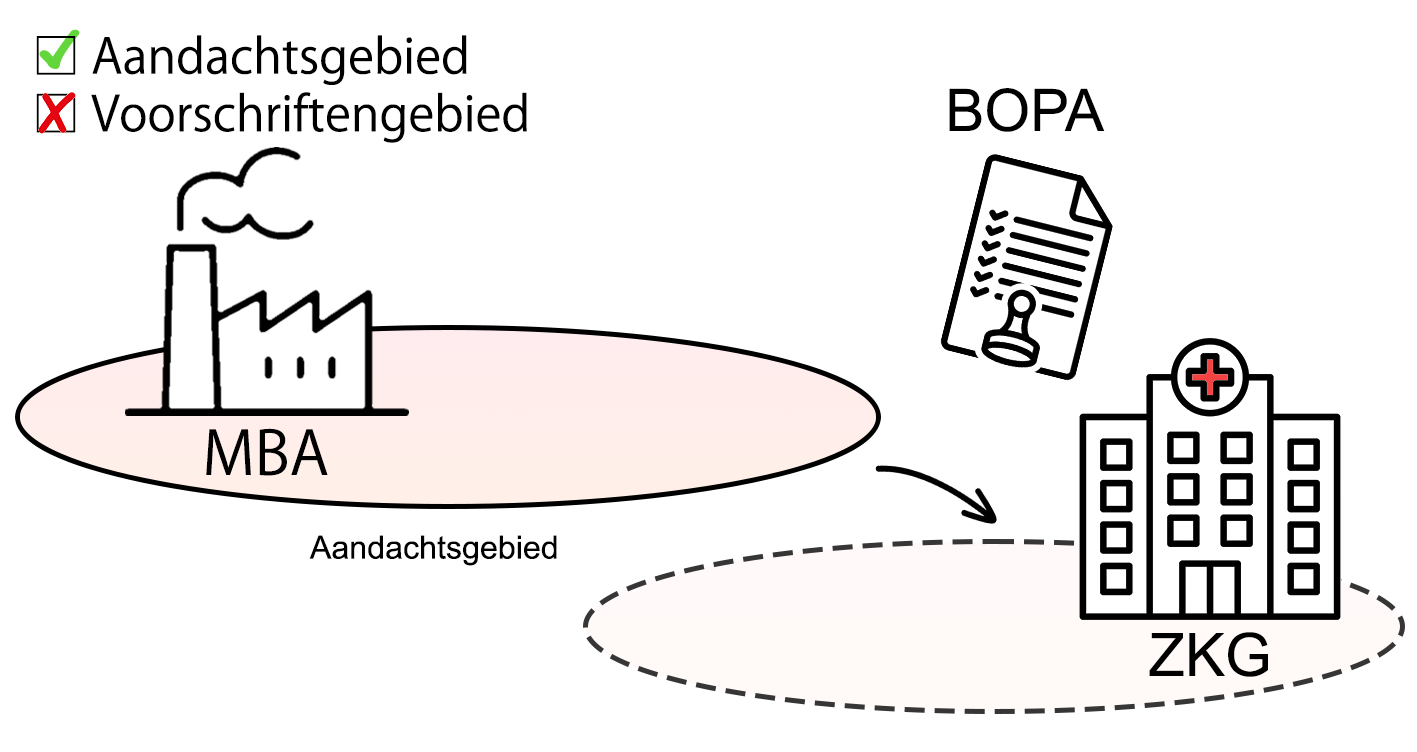 Aandachtsgebied
Voorschriftengebied
BOPA
MBA
Aandachtsgebied
ZKG